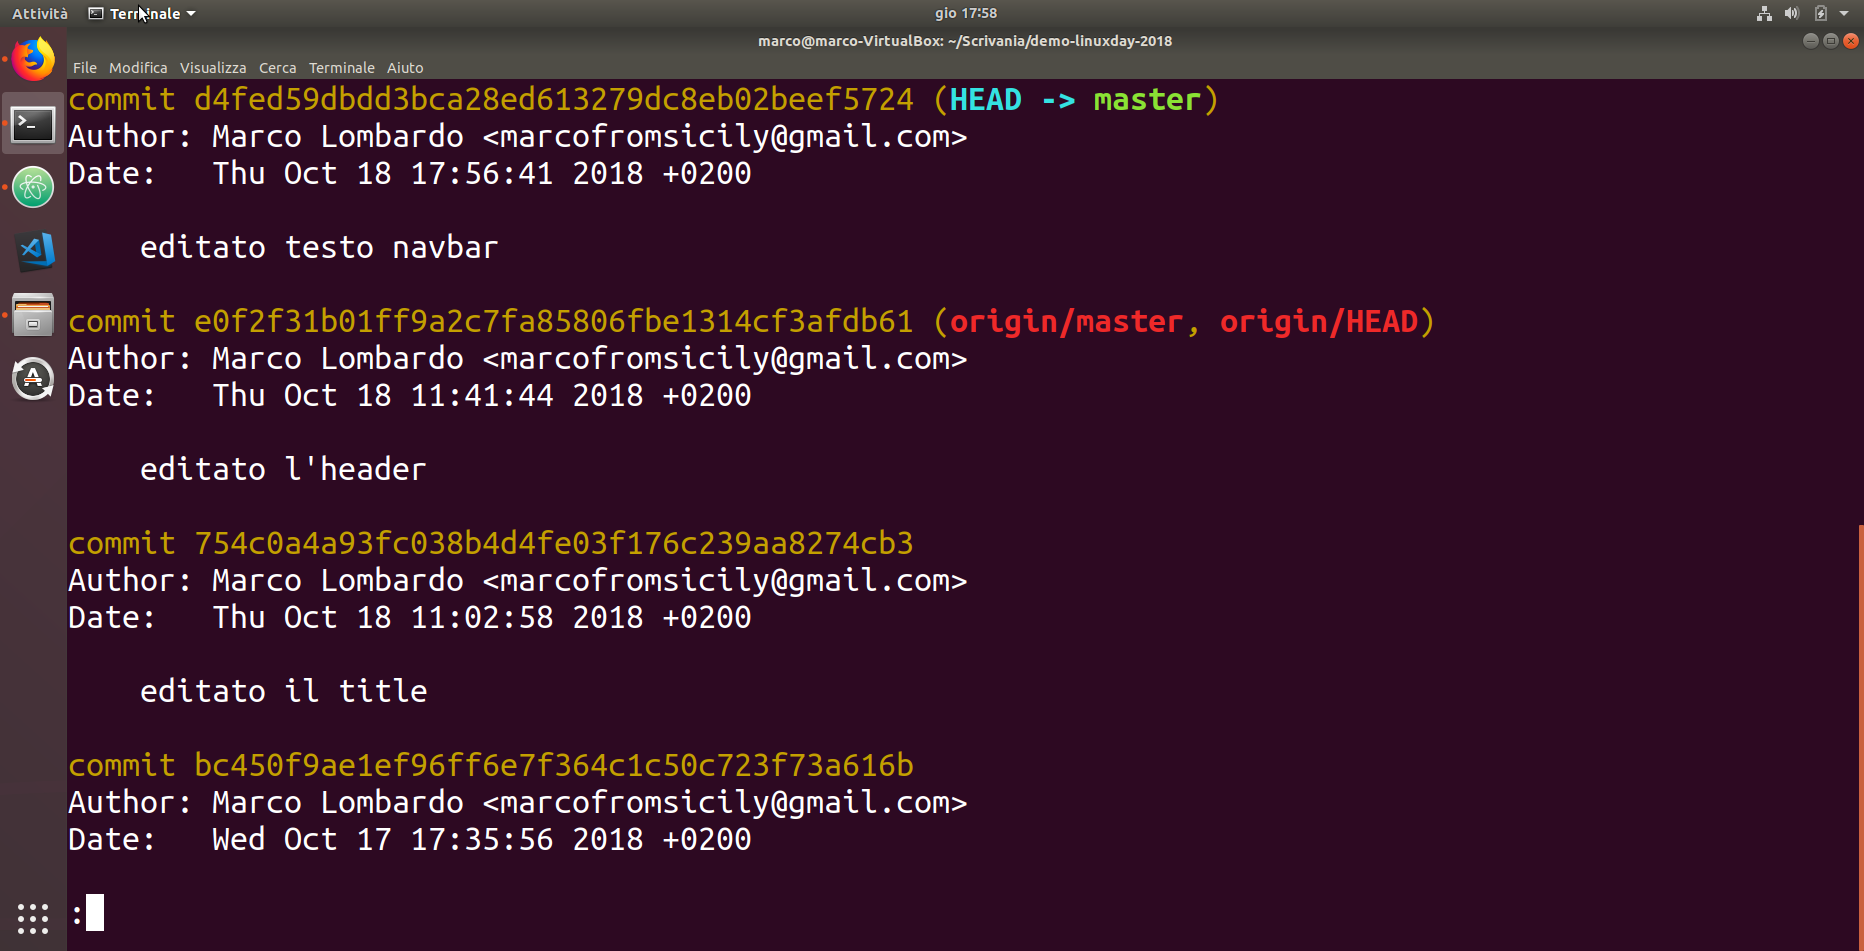 Attività Terminale gio 17:58
marco@marco-VirtualBox: ~/Scrivania/demo-linuxday-2018
File Modifica Visualizza Cerca Terminale Aiuto
commit d4fed59dbdd3bca28ed613279dc8eb02beef5724 (HEAD -> master)
Author: Marco Lombardo <marcofromsicily@gmail.com>
Date:   Thu Oct 18 17:56:41 2018 +0200
editato testo navbar
commit e0f2f31b01ff9a2c7fa85806fbe1314cf3afdb61 (origin/master, origin/HEAD)
Author: Marco Lombardo <marcofromsicily@gmail.com>
Date:   Thu Oct 18 11:41:44 2018 +0200
editato l'header
commit 754c0a4a93fc038b4d4fe03f176c239aa8274cb3
Author: Marco Lombardo <marcofromsicily@gmail.com>
Date:   Thu Oct 18 11:02:58 2018 +0200
editato il title
commit bc450f9ae1ef96ff6e7f364c1c50c723f73a616b
Author: Marco Lombardo <marcofromsicily@gmail.com>
Date:   Wed Oct 17 17:35:56 2018 +0200
: